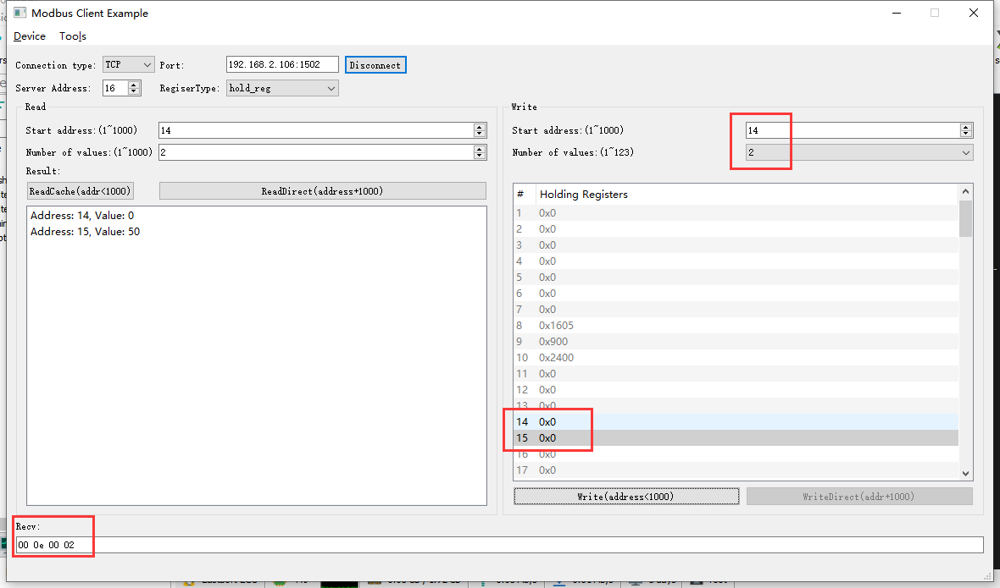 Modbus Client Example
Device Tools
Connection type: TCP Port: 192.168.2.106:1502 Disconnect
Server Address: 16 RegiserType: hold_reg
Read
Start address:(1~1000) 14
Number of values:(1~1000) 2
Result:
ReadCache(addr<1000) ReadDirect(address+1000)
Address: 14, Value: 0
Address: 15, Value: 50
Write
Start address:(1~1000) 14
Number of values:(1~123) 2
# Holding Registers
1 0x0
2 0x0
3 0x0
4 0x0
5 0x0
6 0x0
7 0x0
8 0x1605
9 0x900
10 0x2400
11 0x0
12 0x0
13 0x0
14 0x0
15 0x0
16 0x0
17 0x0
Write(address<1000) WriteDirect(addr+1000)
Recv:
00 0e 00 02